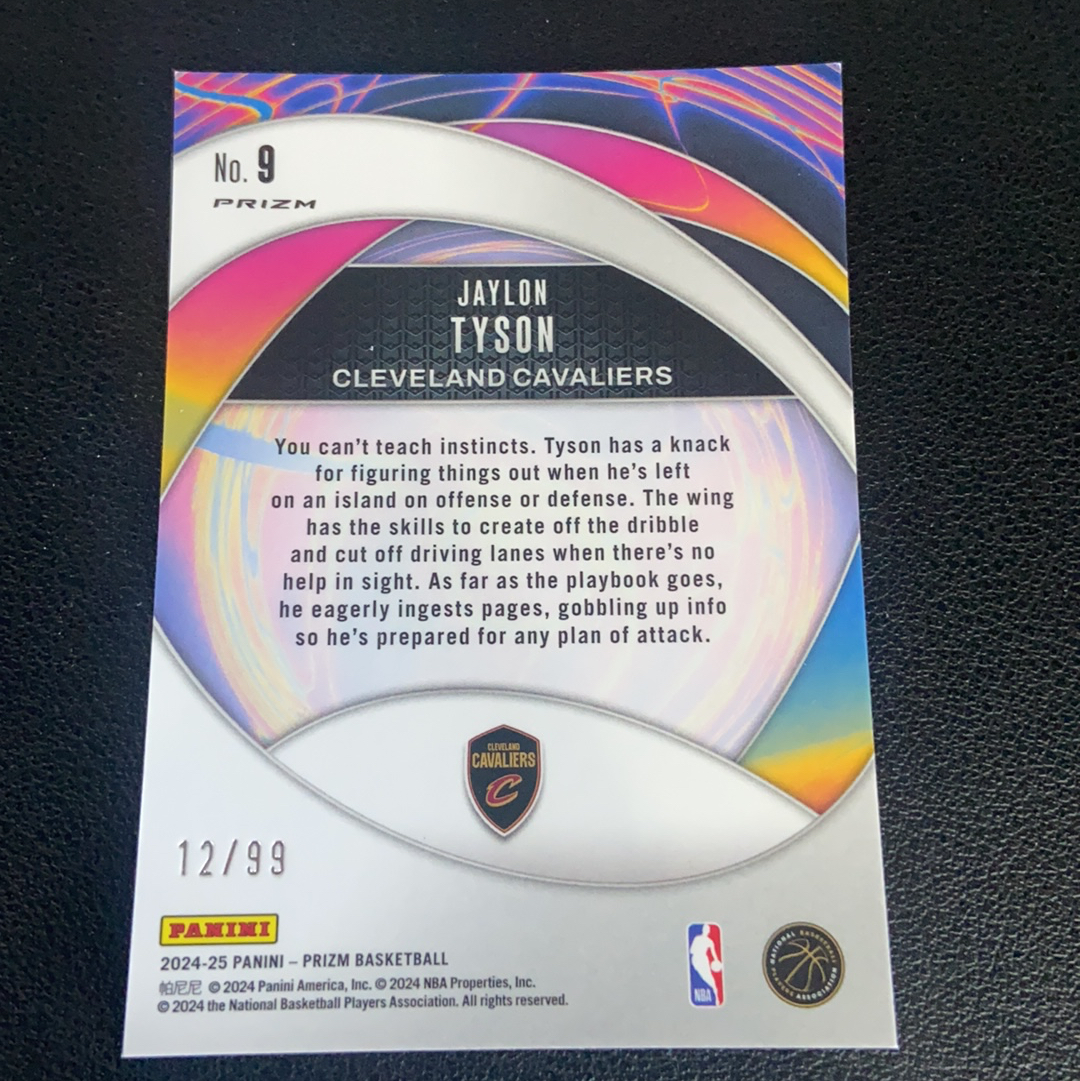 No. 9
PRIZM
JAYLON
TYSON
CLEVELAND CAVALIERS
You can't teach instincts. Tyson has a knack
for figuring things out when he's left
on an island on offense or defense. The wing
has the skills to create off the dribble
and cut off driving lanes when there's no
help in sight. As far as the playbook goes,
he eagerly ingests pages, gobbling up info
so he's prepared for any plan of attack.
CLEVELAND
CAVALIERS
C
12/99
PANINI
2024-25 PANINI – PRIZM BASKETBALL
帕尼尼 © 2024 Panini America, Inc. © 2024 NBA Properties, Inc.
© 2024 the National Basketball Players Association. All rights reserved.
NBA
NATIONAL BASKETBALL PLAYERS ASSOCIATION